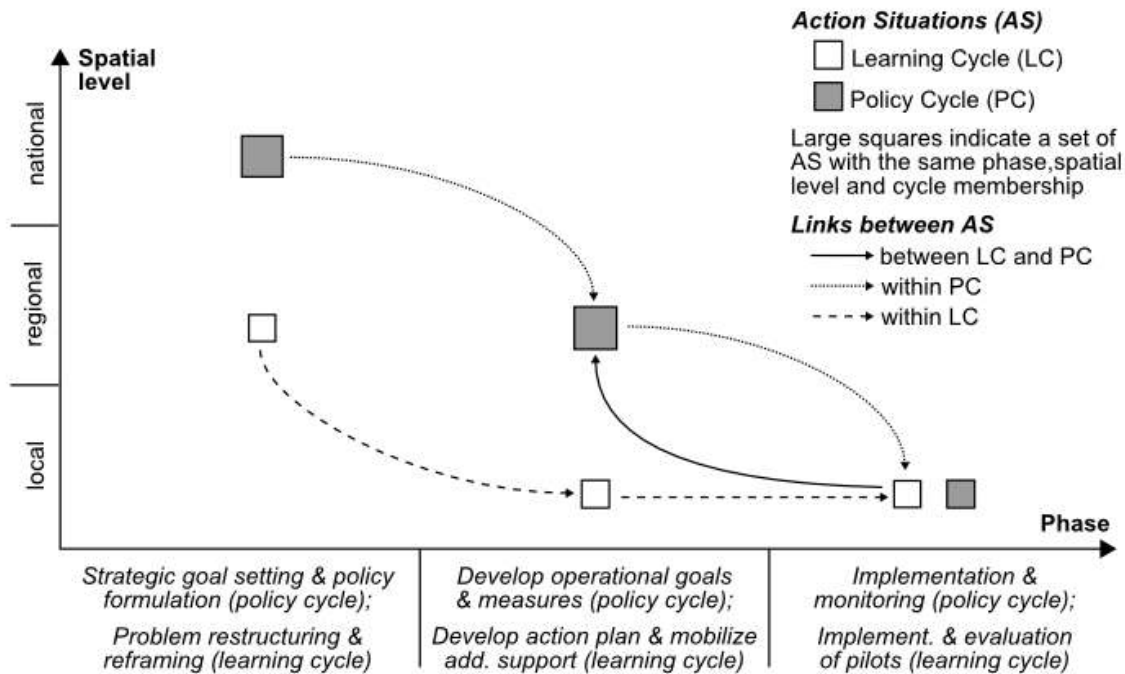 Action Situations (AS)
Learning Cycle (LC)
Policy Cycle (PC)
Large squares indicate a set of
AS with the same phase,spatial
level and cycle membership
Links between AS
between LC and PC
within PC
within LC
Spatial
level
national
regional
local
Phase
Strategic goal setting & policy
formulation (policy cycle);
Problem restructuring &
reframing (learning cycle)
Develop operational goals
& measures (policy cycle);
Develop action plan & mobilize
add. support (learning cycle)
Implementation &
monitoring (policy cycle);
Implement. & evaluation
of pilots (learning cycle)